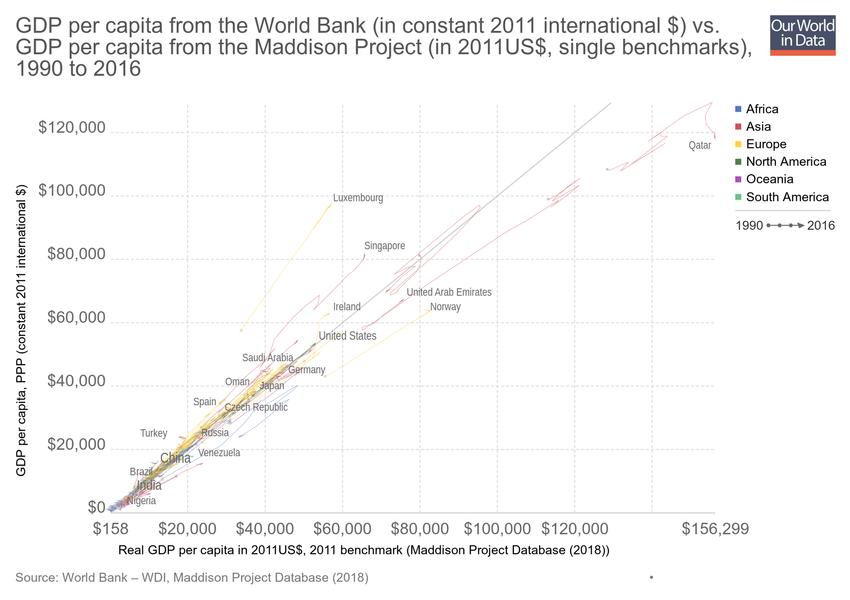 GDP per capita from the World Bank (in constant 2011 international $) vs.
GDP per capita from the Maddison Project (in 2011US$, single benchmarks),
1990 to 2016
Our World
in Data
GDP per capita, PPP (constant 2011 international $)
$120,000
$100,000
$80,000
$60,000
$40,000
$20,000
$0
Qatar
Luxembourg
Singapore
United Arab Emirates
Ireland
Norway
United States
Saudi Arabia
Germany
Oman
Japan
Spain
Czech Republic
Turkey
Russia
Venezuela
China
Brazil
India
Nigeria
Africa
Asia
Europe
North America
Oceania
South America
1990 2016
$158 $20,000 $40,000 $60,000 $80,000 $100,000 $120,000 $156,299
Real GDP per capita in 2011US$, 2011 benchmark (Maddison Project Database (2018))
Source: World Bank – WDI, Maddison Project Database (2018)